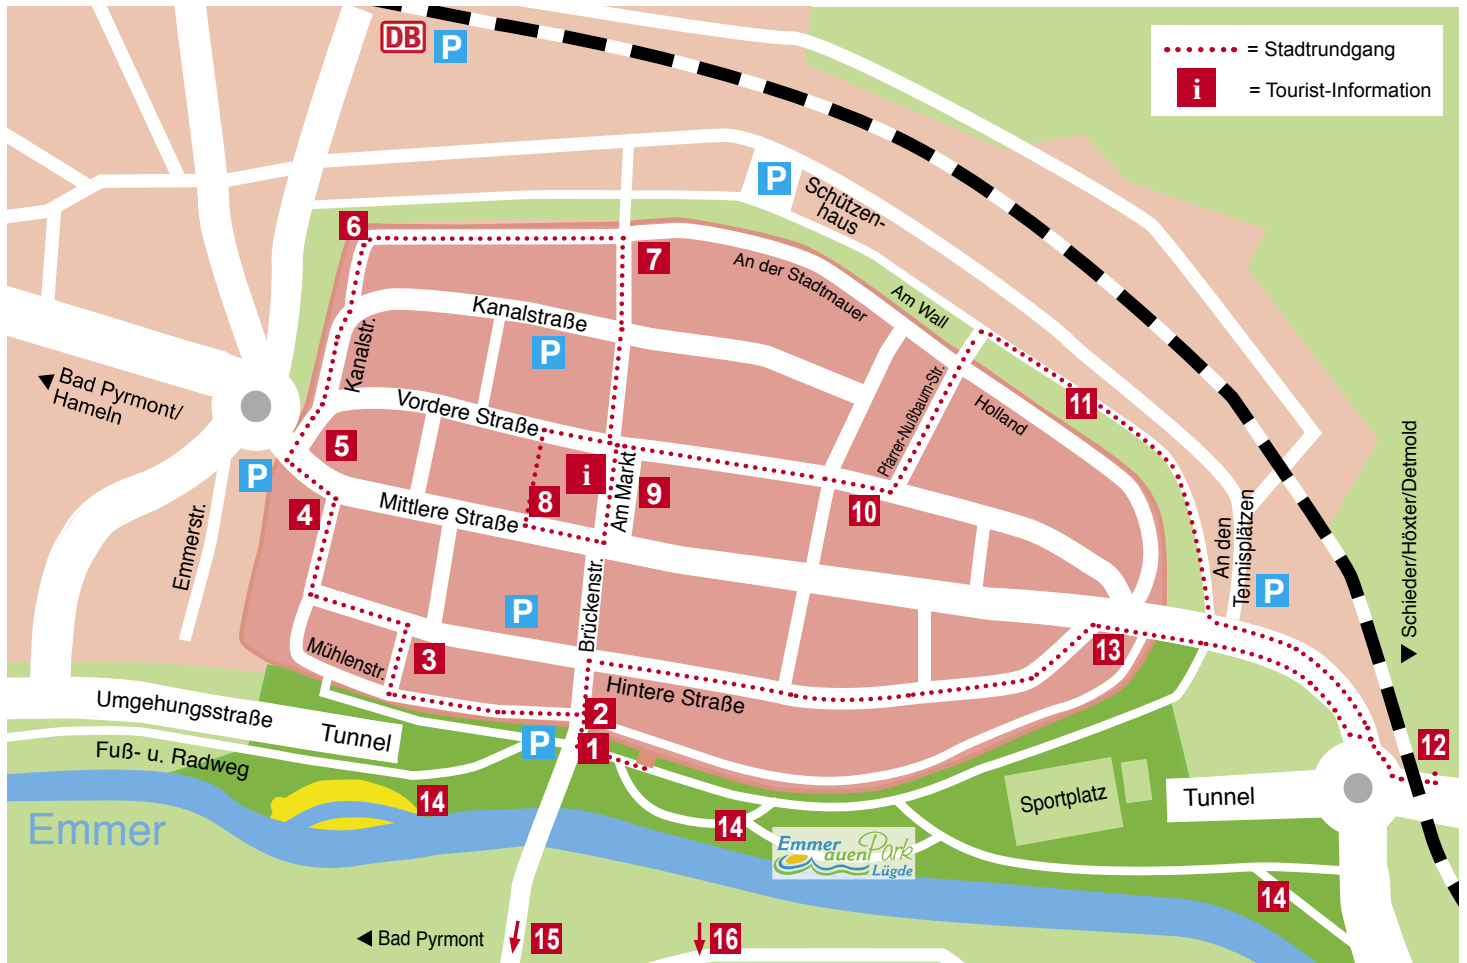 DB
P
= Stadtrundgang
i
= Tourist-Information
P
Schützen-
haus
6
7
An der Stadtmauer
Am Wall
Kanalstraße
P
Kanalstr.
Bad Pyrmont/
Hameln
Vordere Straße
Pfarrer-Nußbaum-Str.
Holland
11
5
P
i
Am Markt
8
9
10
4
Mittlere Straße
Emmerstr.
An den
Tennisplätzen
P
Schieder/Höxter/Detmold
Brückenstr.
P
Mühlenstr.
3
13
Hintere Straße
2
1
P
12
Umgehungsstraße
Tunnel
Fuß- u. Radweg
14
Emmer
14
Sportplatz
Tunnel
Emmer
auenPark
Lügde
14
Bad Pyrmont
15
16